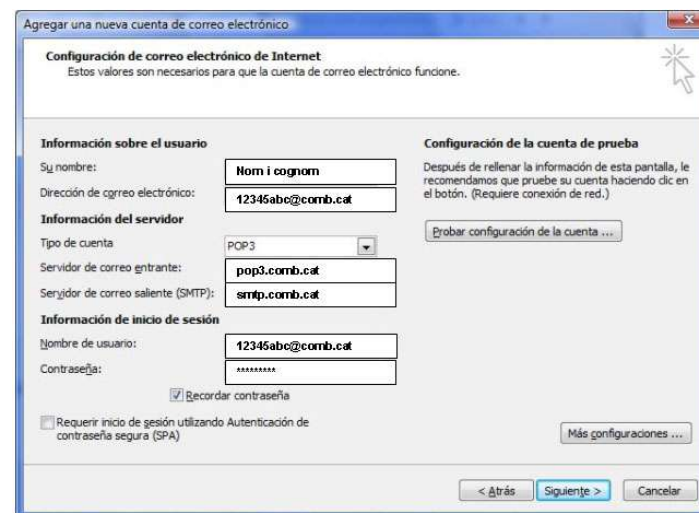 Agregar una nueva cuenta de correo electrónico
Configuración de correo electrónico de Internet
Estos valores son necesarios para que la cuenta de correo electrónico funcione.
Información sobre el usuario
Su nombre:
Nom i cognom
Dirección de correo electrónico:
12345abc@comb.cat
Información del servidor
Tipo de cuenta
POP3
Servidor de correo entrante:
pop3.comb.cat
Servidor de correo saliente (SMTP):
smtp.comb.cat
Información de inicio de sesión
Nombre de usuario:
12345abc@comb.cat
Contraseña:
*********
Recordar contraseña
Requerir inicio de sesión utilizando Autenticación de
contraseña segura (SPA)
Configuración de la cuenta de prueba
Después de rellenar la información de esta pantalla, le
recomendamos que pruebe su cuenta haciendo clic en
el botón. (Requiere conexión de red.)
Probar configuración de la cuenta ...
Más configuraciones ...
< Atrás
Siguiente >
Cancelar